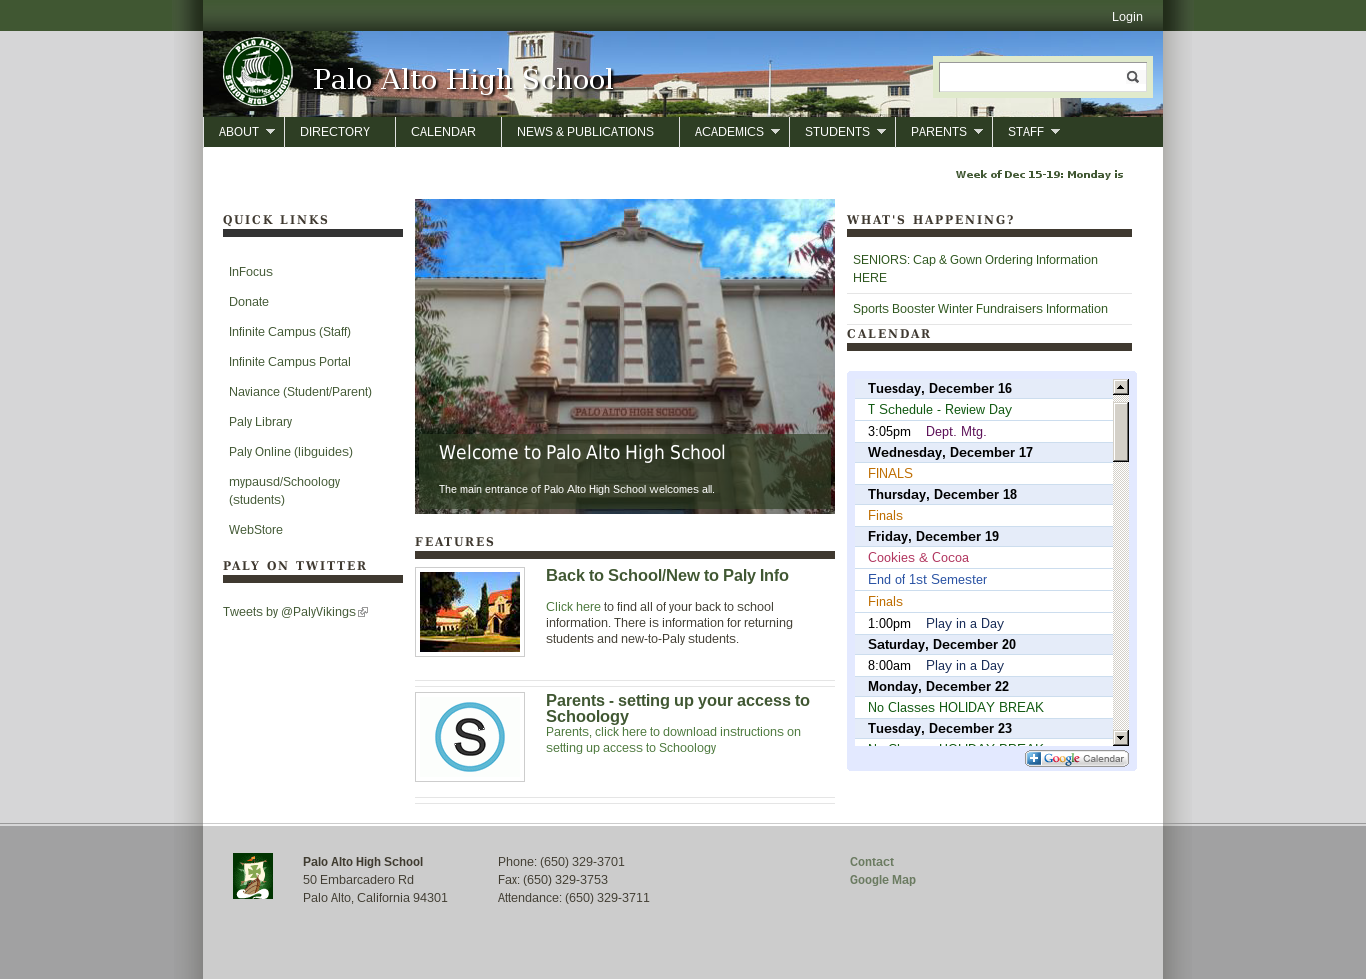 Login
PALO ALTO
Vikings
SENIOR HIGH SCHOOL
Palo Alto High School
ABOUT
DIRECTORY
CALENDAR
NEWS & PUBLICATIONS
ACADEMICS
STUDENTS
PARENTS
STAFF
Week of Dec 15-19: Monday is
QUICK LINKS
InFocus
Donate
Infinite Campus (Staff)
Infinite Campus Portal
Naviance (Student/Parent)
Paly Library
Paly Online (libguides)
mypausd/Schoology
(students)
WebStore
PALY ON TWITTER
Tweets by @PalyVikings
PALO ALTO HIGH SCHOOL
Welcome to Palo Alto High School
The main entrance of Palo Alto High School welcomes all.
FEATURES
Back to School/New to Paly Info
Click here to find all of your back to school
information. There is information for returning
students and new-to-Paly students.
S
Parents - setting up your access to
Schoology
Parents, click here to download instructions on
setting up access to Schoology
WHAT'S HAPPENING?
SENIORS: Cap & Gown Ordering Information
HERE
Sports Booster Winter Fundraisers Information
CALENDAR
Tuesday, December 16
T Schedule - Review Day
3:05pm Dept. Mtg.
Wednesday, December 17
FINALS
Thursday, December 18
Finals
Friday, December 19
Cookies & Cocoa
End of 1st Semester
Finals
1:00pm Play in a Day
Saturday, December 20
8:00am Play in a Day
Monday, December 22
No Classes HOLIDAY BREAK
Tuesday, December 23
No Classes HOLIDAY BREAK
Google Calendar
Palo Alto High School
50 Embarcadero Rd
Palo Alto, California 94301
Phone: (650) 329-3701
Fax: (650) 329-3753
Attendance: (650) 329-3711
Contact
Google Map